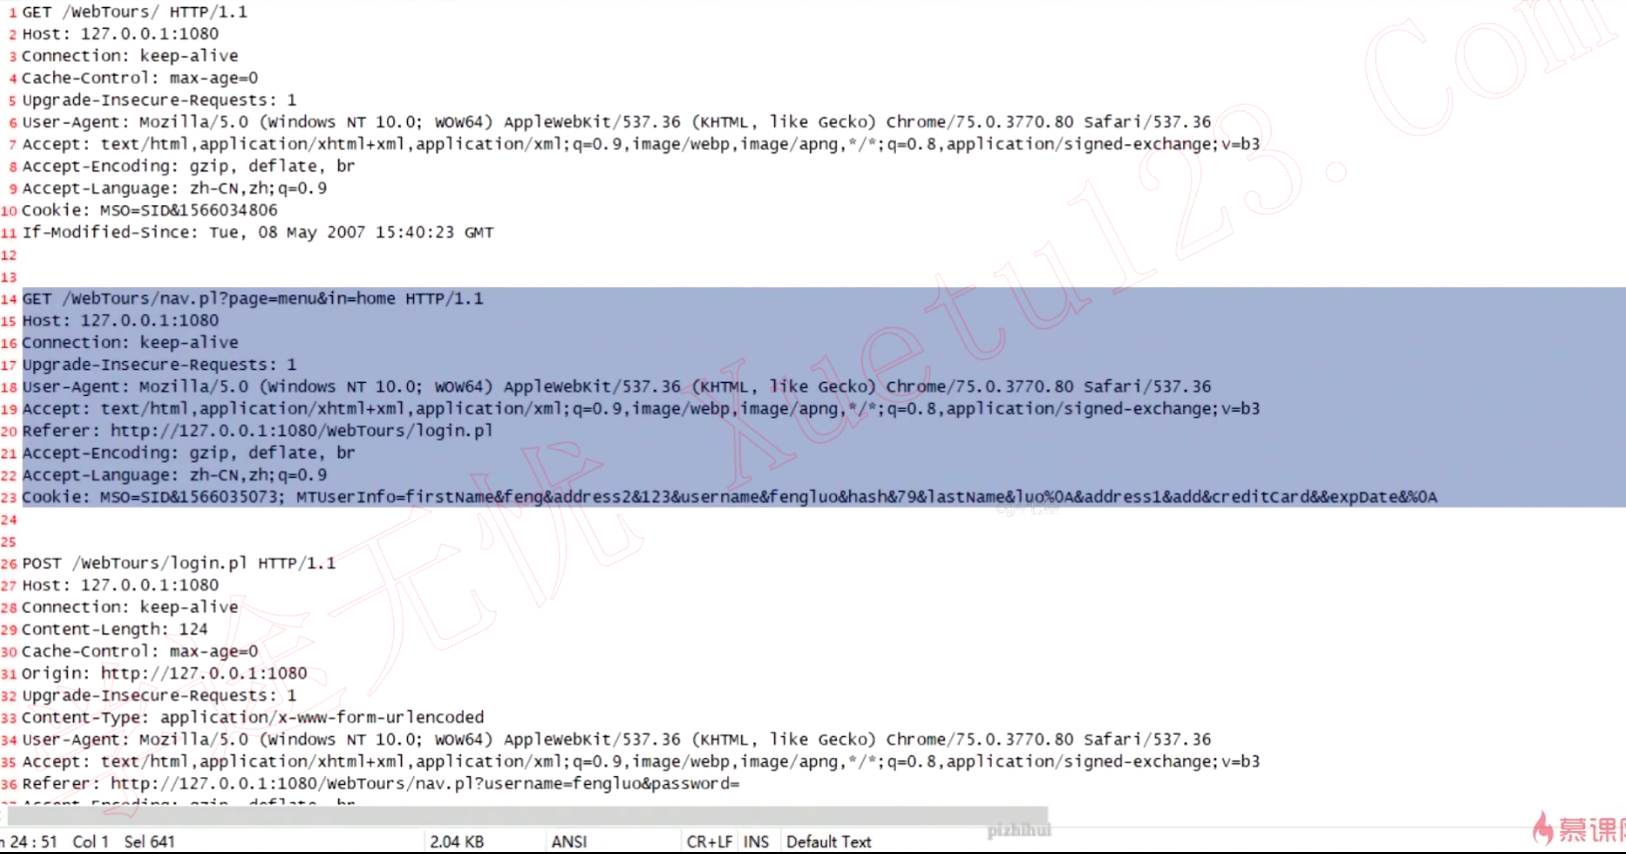 1 GET /WebTours/ HTTP/1.1
2 Host: 127.0.0.1:1080
3 Connection: keep-alive
4 Cache-Control: max-age=0
5 Upgrade-Insecure-Requests: 1
6 User-Agent: Mozilla/5.0 (Windows NT 10.0; WOW64) AppleWebKit/537.36 (KHTML, like Gecko) Chrome/75.0.3770.80 Safari/537.36
7 Accept: text/html,application/xhtml+xml,application/xml;q=0.9,image/webp,image/apng,*/*;q=0.8,application/signed-exchange;v=b3
8 Accept-Encoding: gzip, deflate, br
9 Accept-Language: zh-CN,zh;q=0.9
10 Cookie: MSO=SID&1566034806
11 If-Modified-Since: Tue, 08 May 2007 15:40:23 GMT
12
13
14 GET /WebTours/nav.pl?page=menu&in=home HTTP/1.1
15 Host: 127.0.0.1:1080
16 Connection: keep-alive
17 Upgrade-Insecure-Requests: 1
18 User-Agent: Mozilla/5.0 (Windows NT 10.0; WOW64) AppleWebKit/537.36 (KHTML, like Gecko) Chrome/75.0.3770.80 Safari/537.36
19 Accept: text/html,application/xhtml+xml,application/xml;q=0.9,image/webp,image/apng,*/*;q=0.8,application/signed-exchange;v=b3
20 Referer: http://127.0.0.1:1080/WebTours/login.pl
21 Accept-Encoding: gzip, deflate, br
22 Accept-Language: zh-CN,zh;q=0.9
23 Cookie: MSO=SID&1566035073; MTUserInfo=firstName&feng&address2&123&username&fengluo&hash&79&lastName&luo%0A&address1&add&creditCard&&expDate&%0A
24
25
26 POST /WebTours/login.pl HTTP/1.1
27 Host: 127.0.0.1:1080
28 Connection: keep-alive
29 Content-Length: 124
30 Cache-Control: max-age=0
31 Origin: http://127.0.0.1:1080
32 Upgrade-Insecure-Requests: 1
33 Content-Type: application/x-www-form-urlencoded
34 User-Agent: Mozilla/5.0 (Windows NT 10.0; WOW64) AppleWebKit/537.36 (KHTML, like Gecko) Chrome/75.0.3770.80 Safari/537.36
35 Accept: text/html,application/xhtml+xml,application/xml;q=0.9,image/webp,image/apng,*/*;q=0.8,application/signed-exchange;v=b3
36 Referer: http://127.0.0.1:1080/WebTours/nav.pl?username=fengluo&password=
Accept-Encoding: gzip, deflate, br
学途无忧 Xuetu123.Com
pizhihui
慕课网
24 : 51 Col 1 Sel 641 2.04 KB ANSI CR+LF INS Default Text